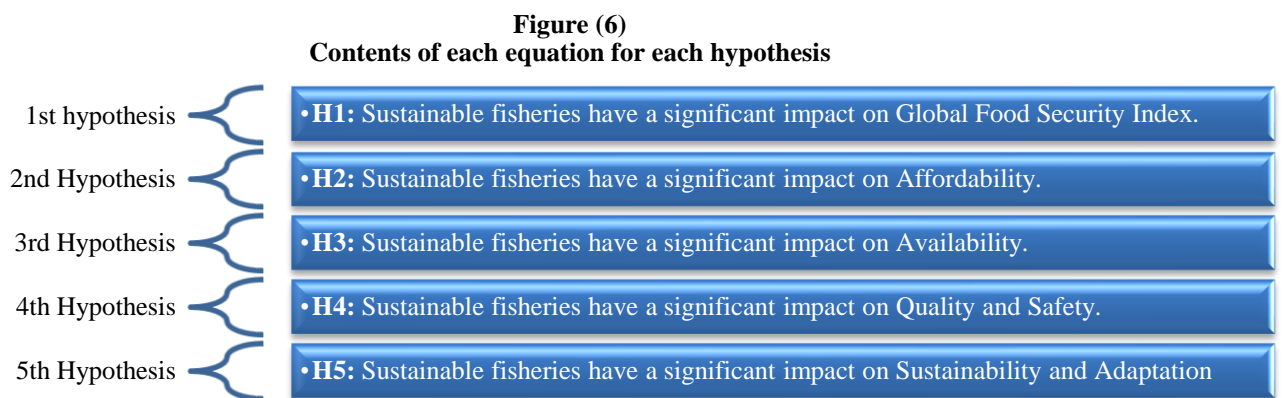 Figure (6)
Contents of each equation for each hypothesis
1st hypothesis
•H1: Sustainable fisheries have a significant impact on Global Food Security Index.
2nd Hypothesis
•H2: Sustainable fisheries have a significant impact on Affordability.
3rd Hypothesis
•H3: Sustainable fisheries have a significant impact on Availability.
4th Hypothesis
•H4: Sustainable fisheries have a significant impact on Quality and Safety.
5th Hypothesis
•H5: Sustainable fisheries have a significant impact on Sustainability and Adaptation